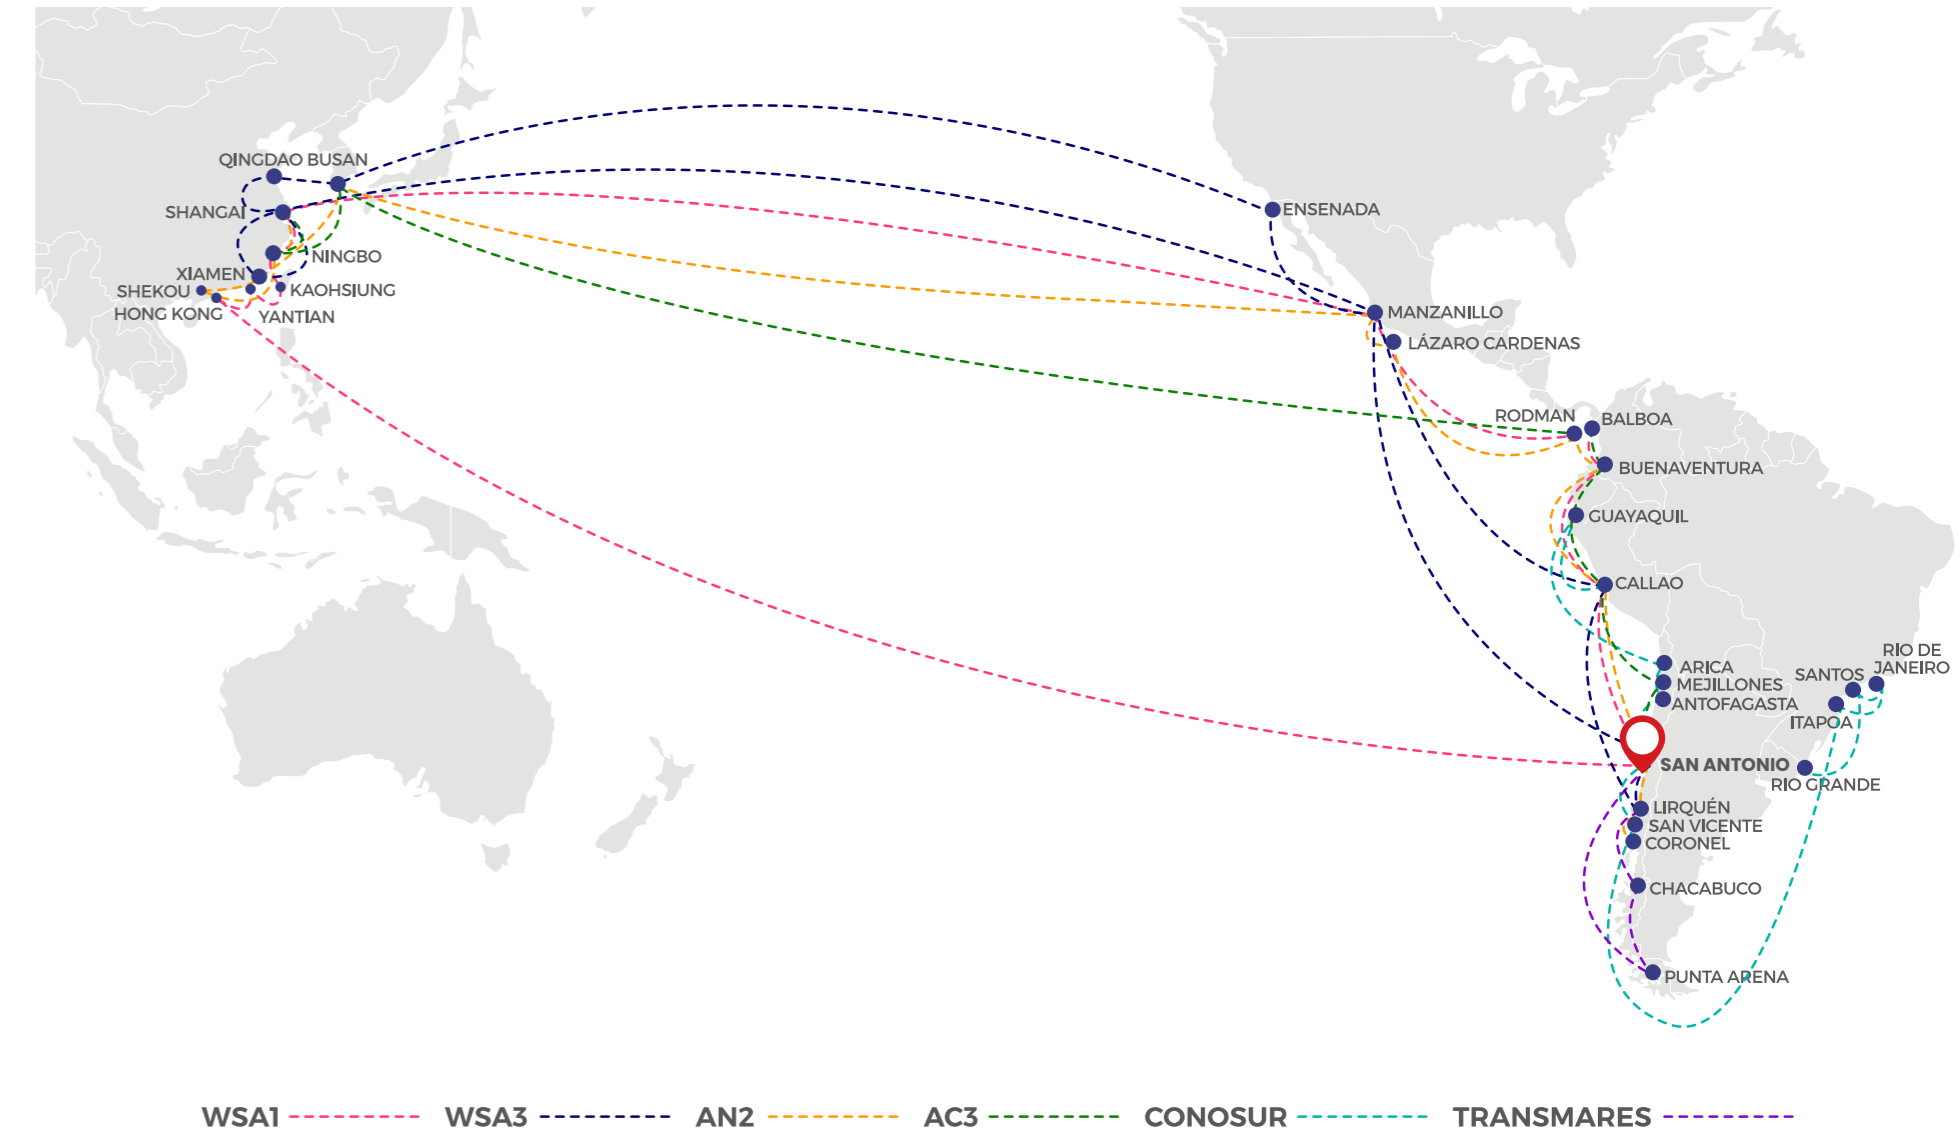 QINGDAO BUSAN
SHANGAI
NINGBO
XIAMEN
SHEKOU
KAOHSIUNG
HONG KONG
YANTIAN
ENSENADA
MANZANILLO
LÁZARO CARDENAS
RODMAN
BALBOA
BUENAVENTURA
GUAYAQUIL
CALLAO
ARICA
MEJILLONES
ANTOFAGASTA
RIO DE
JANEIRO
SANTOS
ITAPOA
SAN ANTONIO
RIO GRANDE
LIRQUÉN
SAN VICENTE
CORONEL
CHACABUCO
PUNTA ARENA
WSA1 WSA3 AN2 AC3 CONOSUR TRANSMARES